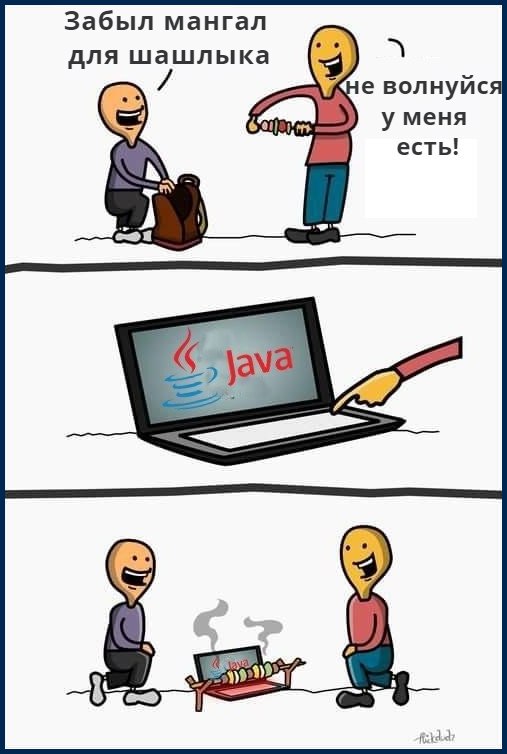 Забыл мангал
для шашлыка
не волнуйся
у меня
есть!
Java
Java